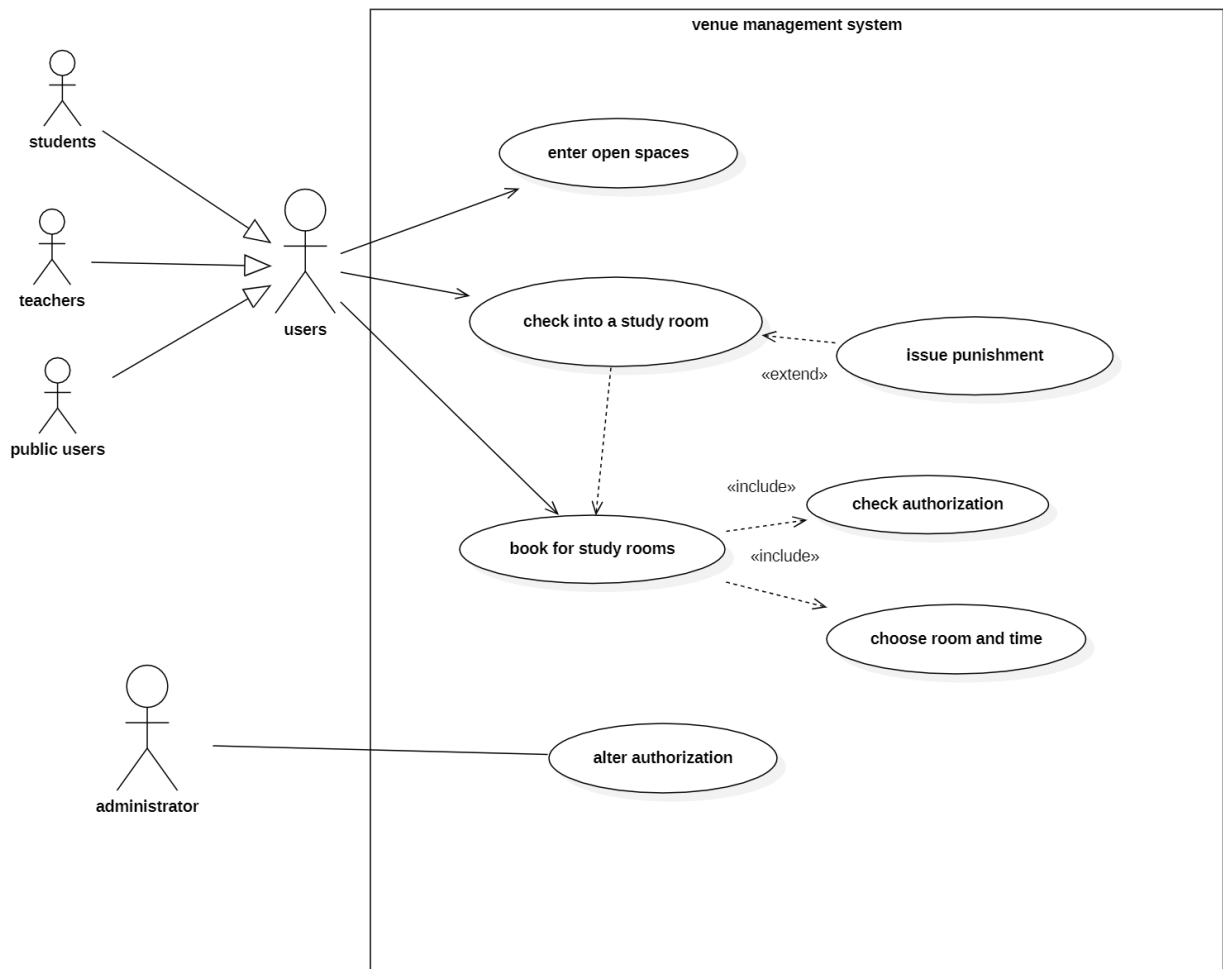 venue management system
students
enter open spaces
teachers
users
check into a study room
issue punishment
«extend»
public users
«include»
check authorization
book for study rooms
«include»
choose room and time
alter authorization
administrator